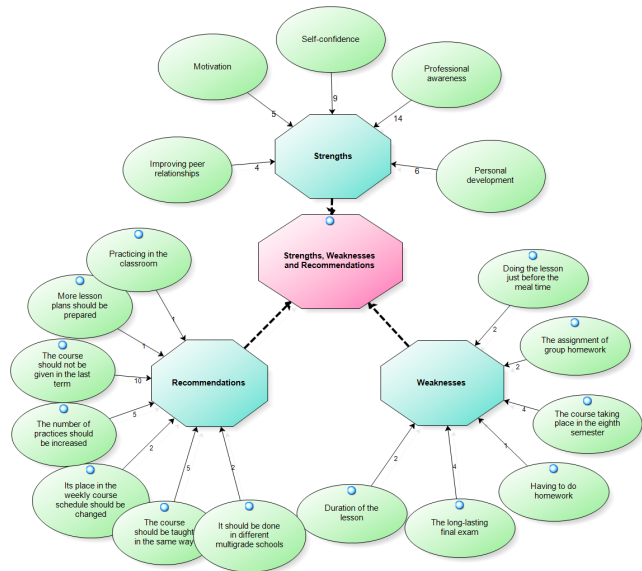 Self-confidence
Motivation
Professional
awareness
9
5
14
Strengths
Improving peer
relationships
4
6
Personal
development
Practicing in the
classroom
Strengths, Weaknesses
and Recommendations
Doing the lesson
just before the
meal time
More lesson
plans should be
prepared
1
2
The assignment of
group homework
1
2
The course
should not be
given in the last
term
10
Recommendations
Weaknesses
The number of
practices should
be increased
5
4
The course taking
place in the eighth
semester
Its place in the
weekly course
schedule should be
changed
2
1
Having to do
homework
5
2
2
4
The course
should be taught
in the same way
It should be done
in different
multigrade schools
Duration of the
lesson
The long-lasting
final exam